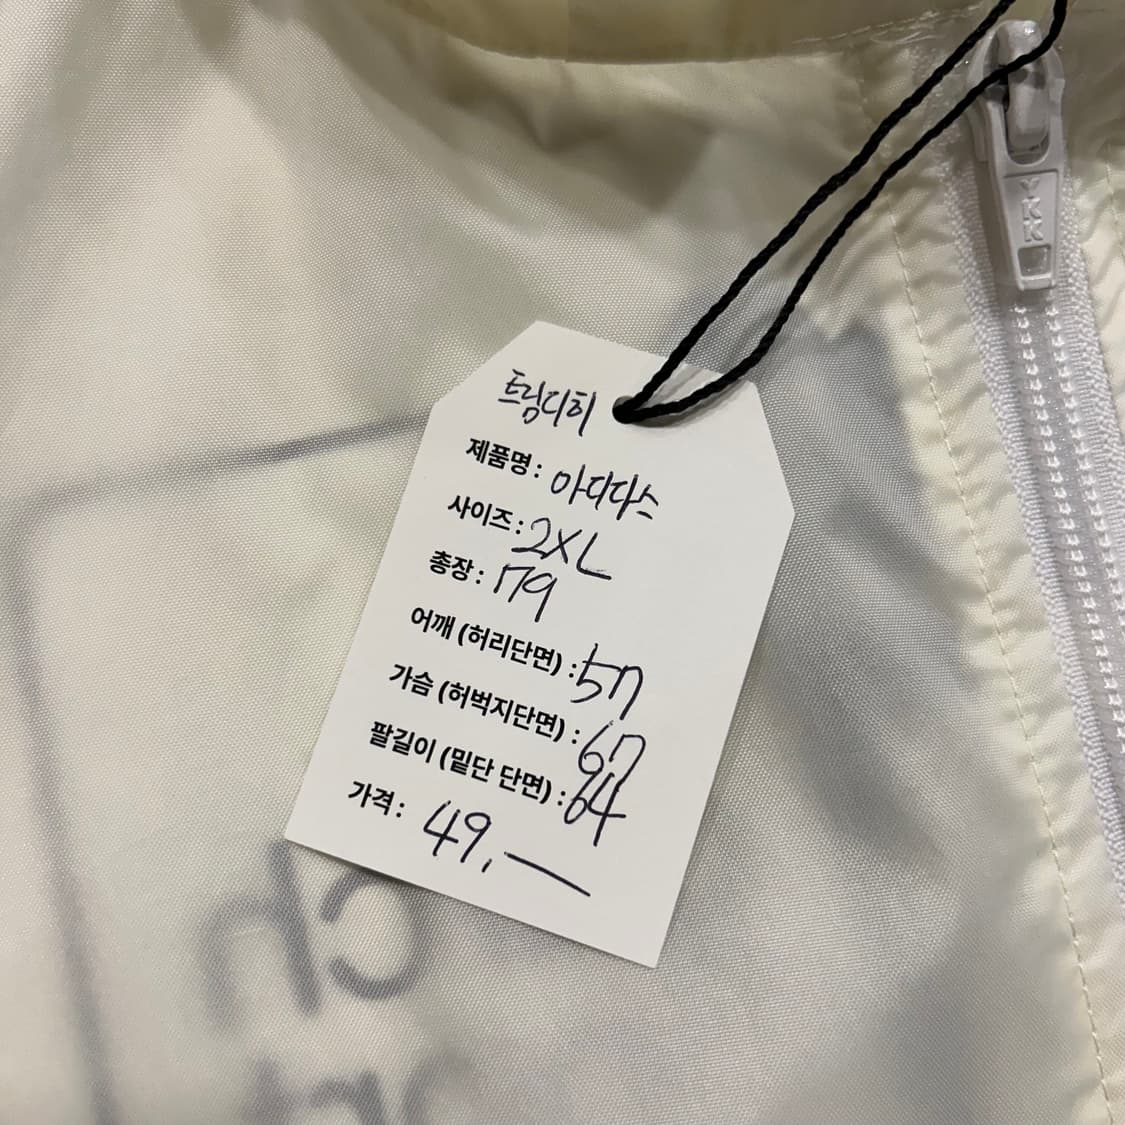 트림디히
제품명 : 아디다스
사이즈 : 2XL
총장 : 179
어깨 (허리단면) : 57
가슴 (허벅지단면) : 67
팔길이 (밑단 단면) : 64
가격 : 49,—
YKK